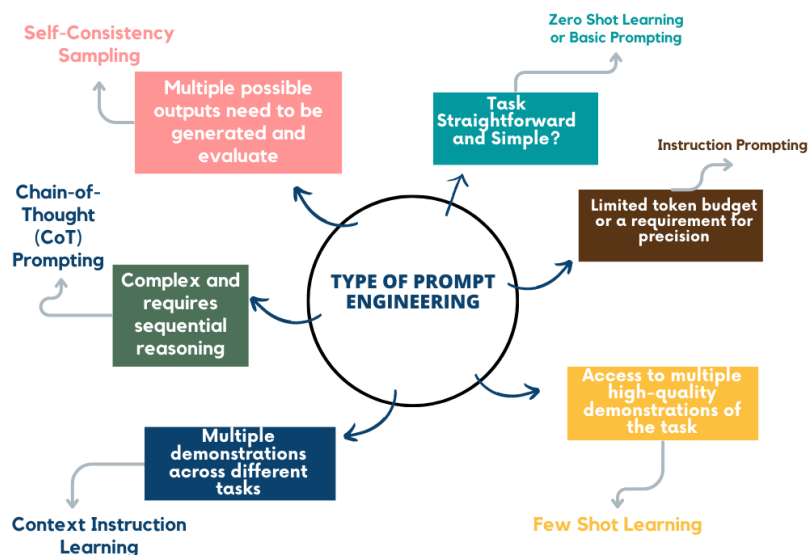 Self-Consistency
Sampling
Multiple possible
outputs need to be
generated and
evaluate
Zero Shot Learning
or Basic Prompting
Task
Straightforward
and Simple?
Instruction Prompting
Limited token budget
or a requirement for
precision
Chain-of-
Thought
(CoT)
Prompting
Complex and
requires
sequential
reasoning
TYPE OF PROMPT
ENGINEERING
Access to multiple
high-quality
demonstrations of
the task
Multiple
demonstrations
across different
tasks
Context Instruction
Learning
Few Shot Learning